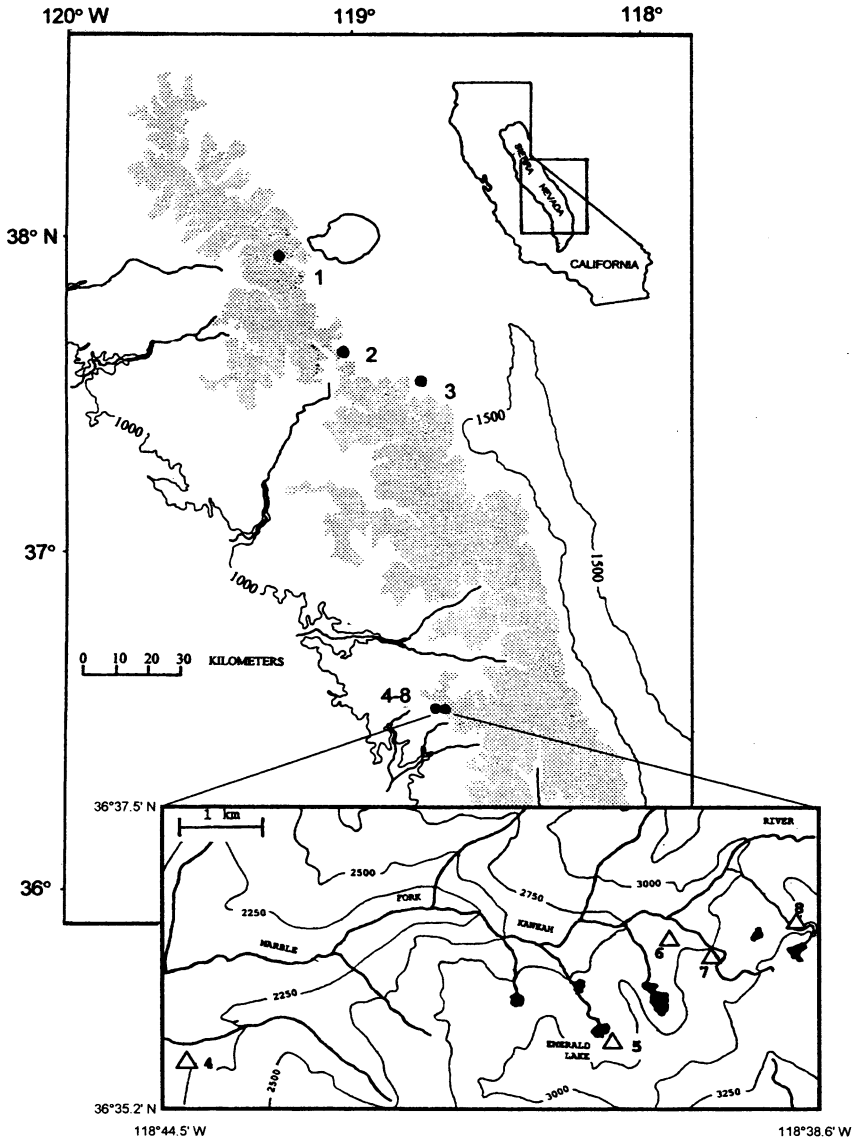 120° W
119°
118°
SIERRA
NEVADA
CALIFORNIA
38° N
1
2
3
1500
1000
37°
1500
1000
0 10 20 30 KILOMETERS
4-8
36°37.5' N
1 km
RIVER
2500
3000
36°
2750
2250
FORK
8
KAWEAH
MARBLE
6
7
2250
EMERALD
LAKE
5
4
2500
3000
3250
36°35.2' N
118°44.5' W
118°38.6' W